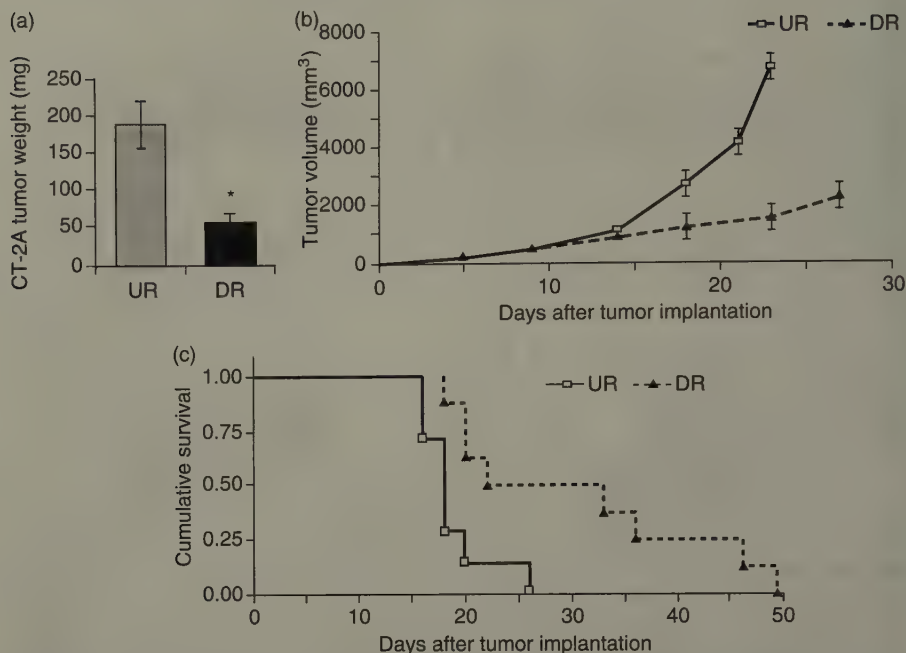 (a)
CT-2A tumor weight (mg)
250
200
150
100
50
0
*
UR DR
(b)
UR DR
Tumor volume (mm³)
8000
6000
4000
2000
0
0 10 20 30
Days after tumor implantation
(c)
UR DR
Cumulative survival
1.00
0.75
0.50
0.25
0.00
0 10 20 30 40 50
Days after tumor implantation